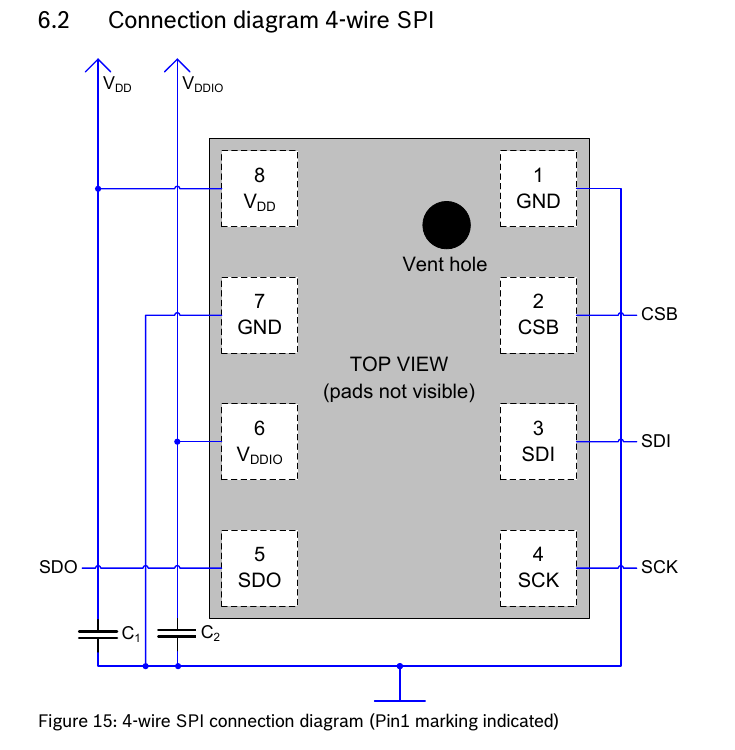 6.2 Connection diagram 4-wire SPI
VDD
VDDIO
8
VDD
1
GND
Vent hole
7
GND
2
CSB
CSB
TOP VIEW
(pads not visible)
6
VDDIO
3
SDI
SDI
SDO
5
SDO
4
SCK
SCK
C1
C2
Figure 15: 4-wire SPI connection diagram (Pin1 marking indicated)